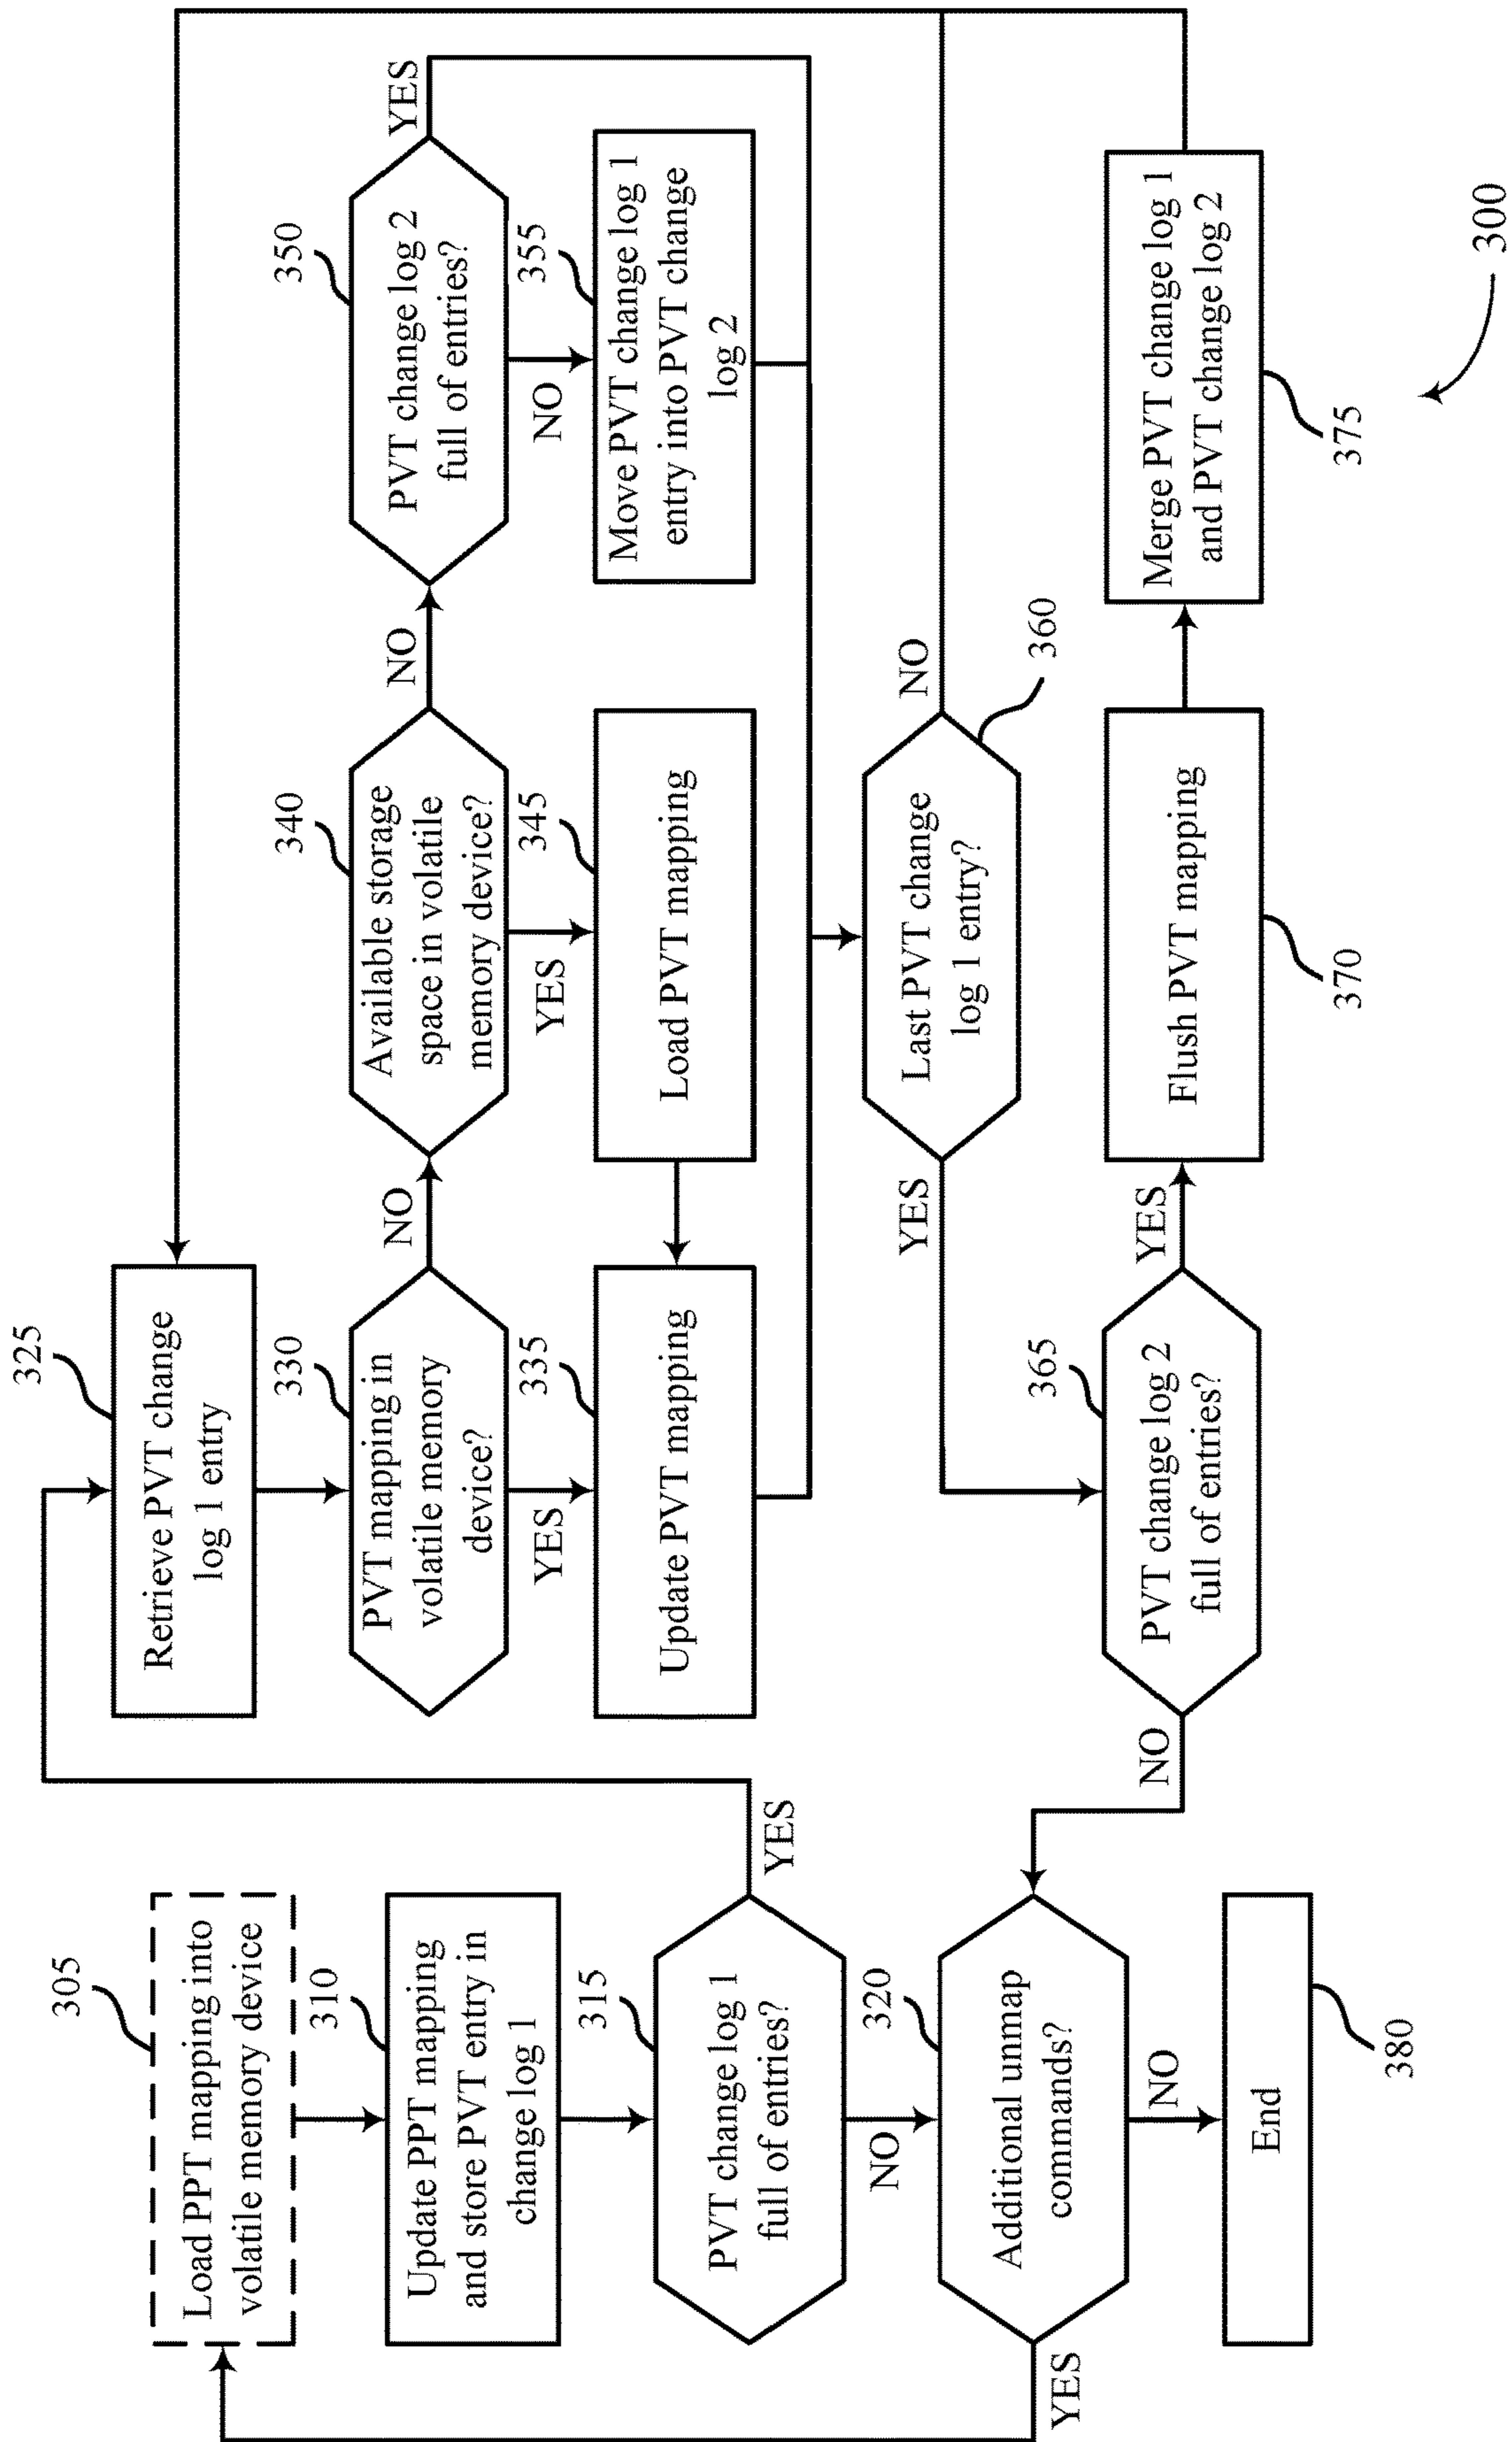 305
Load PPT mapping into
volatile memory device
310
Update PPT mapping
and store PVT entry in
change log 1
315
PVT change log 1
full of entries?
YES
NO
320
Additional unmap
commands?
YES
NO
End
380
325
Retrieve PVT change
log 1 entry
330
PVT mapping in
volatile memory
device?
NO
YES
335
Update PVT mapping
340
Available storage
space in volatile
memory device?
NO
YES
345
Load PVT mapping
350
PVT change log 2
full of entries?
YES
NO
355
Move PVT change log 1
entry into PVT change
log 2
360
Last PVT change
log 1 entry?
NO
YES
365
PVT change log 2
full of entries?
YES
NO
Flush PVT mapping
370
Merge PVT change log 1
and PVT change log 2
375
300